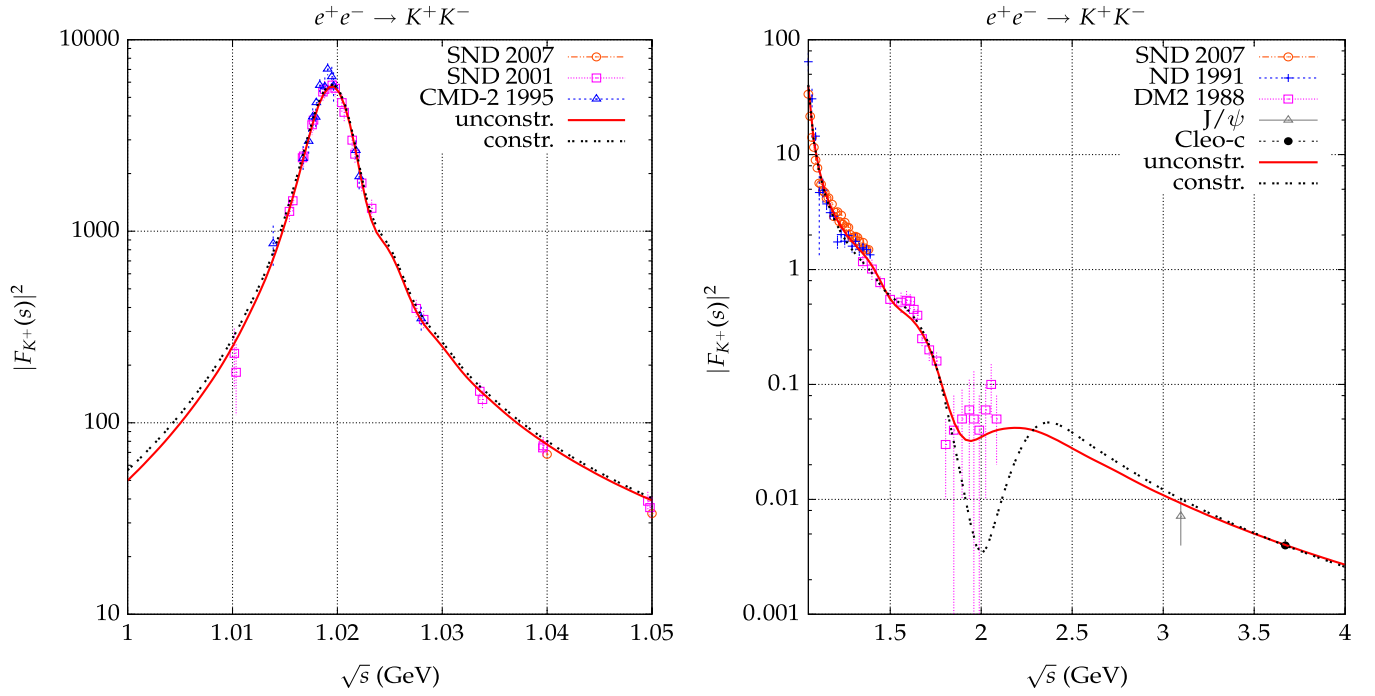 e⁺e⁻ → K⁺K⁻
10000
1000
100
10
|F_{K⁺}(s)|²
SND 2007
SND 2001
CMD-2 1995
unconstr.
constr.
1 1.01 1.02 1.03 1.04 1.05
√s (GeV)
e⁺e⁻ → K⁺K⁻
100
10
1
0.1
0.01
0.001
|F_{K⁺}(s)|²
SND 2007
ND 1991
DM2 1988
J/ψ
Cleo-c
unconstr.
constr.
1.5 2 2.5 3 3.5 4
√s (GeV)